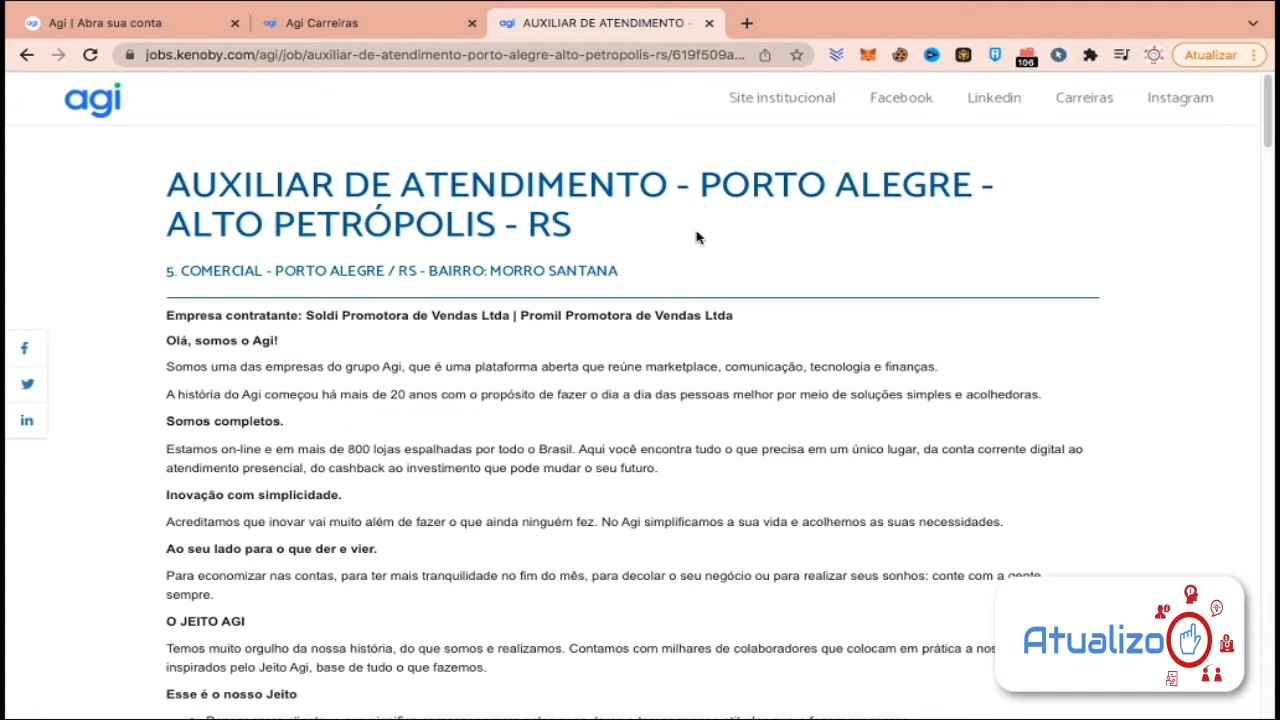 Agi | Abra sua conta
Agi Carreiras
agi AUXILIAR DE ATENDIMENTO -
jobs.kenoby.com/agi/job/auxiliar-de-atendimento-porto-alegre-alto-petropolis-rs/619f509a...
106
Atualizar
agi
Site institucional Facebook Linkedin Carreiras Instagram
AUXILIAR DE ATENDIMENTO - PORTO ALEGRE -
ALTO PETRÓPOLIS - RS
5. COMERCIAL - PORTO ALEGRE / RS - BAIRRO: MORRO SANTANA
Empresa contratante: Soldi Promotora de Vendas Ltda | Promil Promotora de Vendas Ltda
Olá, somos o Agi!
Somos uma das empresas do grupo Agi, que é uma plataforma aberta que reúne marketplace, comunicação, tecnologia e finanças.
A história do Agi começou há mais de 20 anos com o propósito de fazer o dia a dia das pessoas melhor por meio de soluções simples e acolhedoras.
Somos completos.
Estamos on-line e em mais de 800 lojas espalhadas por todo o Brasil. Aqui você encontra tudo o que precisa em um único lugar, da conta corrente digital ao
atendimento presencial, do cashback ao investimento que pode mudar o seu futuro.
Inovação com simplicidade.
Acreditamos que inovar vai muito além de fazer o que ainda ninguém fez. No Agi simplificamos a sua vida e acolhemos as suas necessidades.
Ao seu lado para o que der e vier.
Para economizar nas contas, para ter mais tranquilidade no fim do mês, para decolar o seu negócio ou para realizar seus sonhos: conte com a gente
sempre.
O JEITO AGI
Temos muito orgulho da nossa história, do que somos e realizamos. Contamos com milhares de colaboradores que colocam em prática a
inspirados pelo Jeito Agi, base de tudo o que fazemos.
Esse é o nosso Jeito
Atualizo